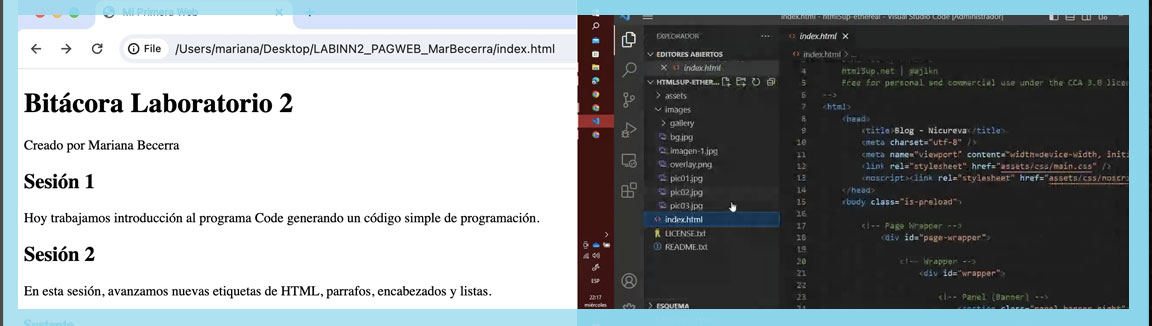 Mi Primera Web
File
/Users/mariana/Desktop/LABINN2_PAGWEB_MarBecerra/index.html
Bitácora Laboratorio 2
Creado por Mariana Becerra
Sesión 1
Hoy trabajamos introducción al programa Code generando un código simple de programación.
Sesión 2
En esta sesión, avanzamos nuevas etiquetas de HTML, parrafos, encabezados y listas.
index.html - html5up-ethereal - Visual Studio Code [Administrador]
EXPLORADOR
EDITORES ABIERTOS
index.html
HTML5UP-ETHER...
assets
images
gallery
bg.jpg
imagen-1.jpg
overlay.png
pic01.jpg
pic02.jpg
pic03.jpg
index.html
LICENSE.txt
README.txt
ESQUEMA
ESP
22:17
miércoles
index.html
index.html >
4 html5up.net | @ajlkn
5 Free for personal and commercial use under the CCA 3.0
6 -->
7 <html>
8 <head>
9 <title>Blog - Nicureva</title>
10 <meta charset="utf-8" />
11 <meta name="viewport" content="width=device-width,
12 <link rel="stylesheet" href="assets/css/main.css" />
13 <noscript><link rel="stylesheet" href="assets/css/noscr
14 </head>
15 <body class="is-preload">
16
17 <!-- Page Wrapper -->
18 <div id="page-wrapper">
19
20 <!-- Wrapper -->
21 <div id="wrapper">
22
23 <!-- Panel (Banner) -->
24 <section class="panel banner right"